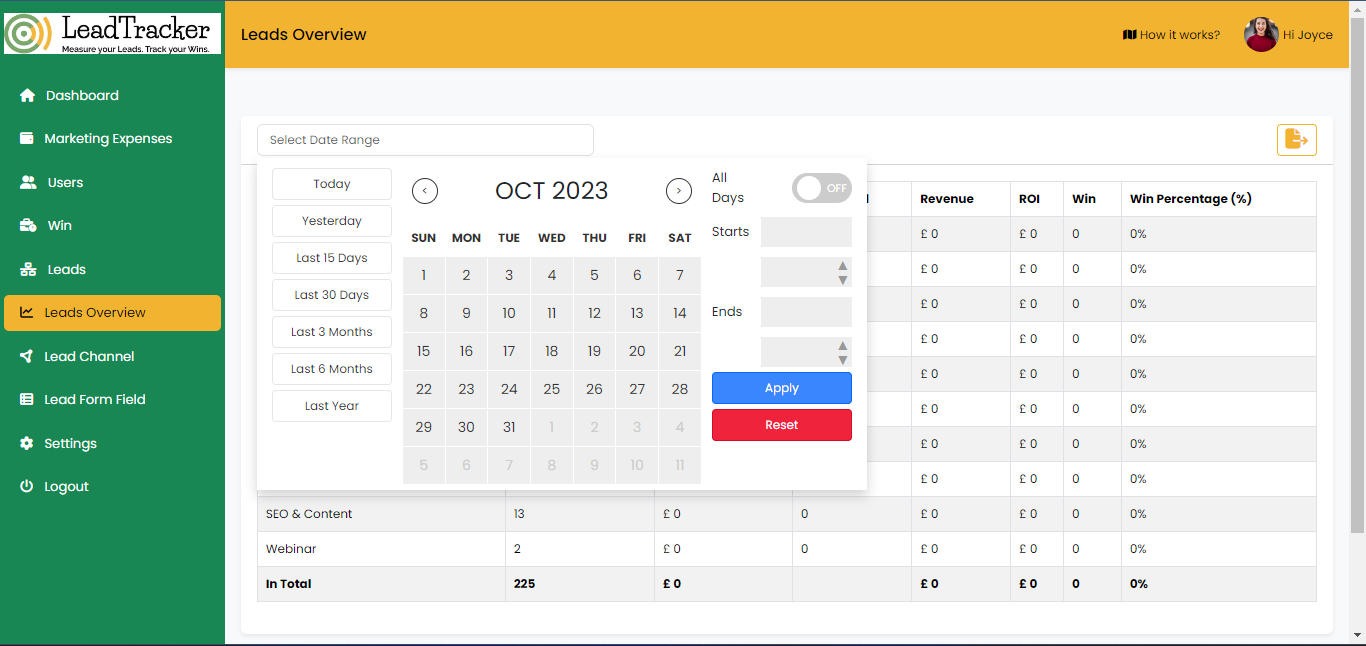 LeadTracker
Measure your Leads. Track your Wins.
Leads Overview
How it works?
Hi Joyce
Dashboard
Marketing Expenses
Users
Win
Leads
Leads Overview
Lead Channel
Lead Form Field
Settings
Logout
Select Date Range
Today
Yesterday
Last 15 Days
Last 30 Days
Last 3 Months
Last 6 Months
Last Year
< OCT 2023 >
SUN MON TUE WED THU FRI SAT
1 2 3 4 5 6 7
8 9 10 11 12 13 14
15 16 17 18 19 20 21
22 23 24 25 26 27 28
29 30 31 1 2 3 4
5 6 7 8 9 10 11
All
Days
OFF
Starts
Ends
Apply
Reset
Revenue ROI Win Win Percentage (%)
£ 0 £ 0 0 0%
£ 0 £ 0 0 0%
£ 0 £ 0 0 0%
£ 0 £ 0 0 0%
£ 0 £ 0 0 0%
£ 0 £ 0 0 0%
£ 0 £ 0 0 0%
£ 0 £ 0 0 0%
SEO & Content 13 £ 0 0 £ 0 £ 0 0 0%
Webinar 2 £ 0 0 £ 0 £ 0 0 0%
In Total 225 £ 0 £ 0 £ 0 0 0%